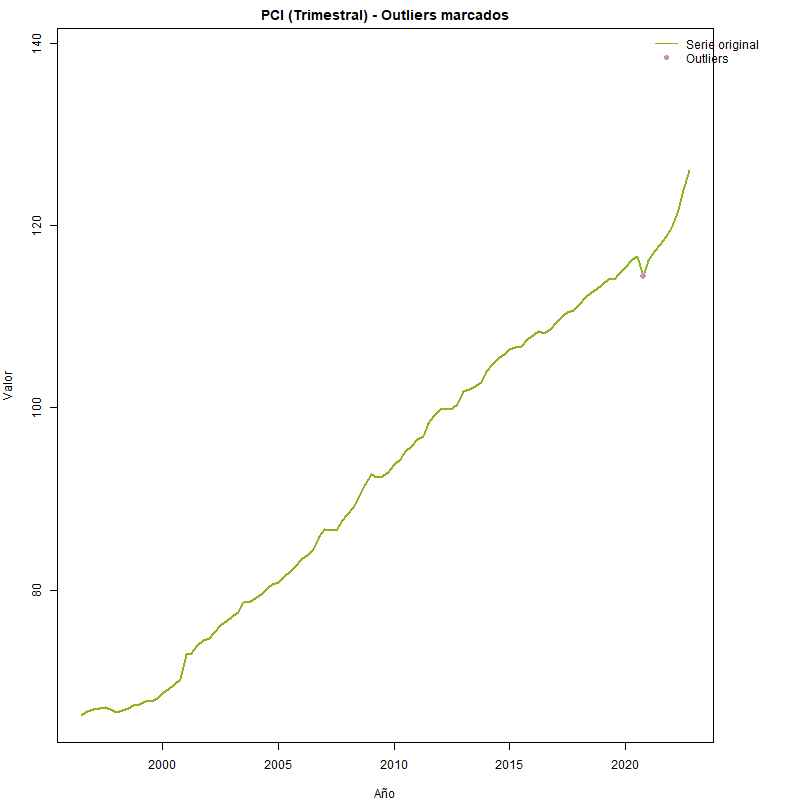 PCI (Trimestral) - Outliers marcados
Serie original
Outliers
140
120
100
80
Valor
2000
2005
2010
2015
2020
Año